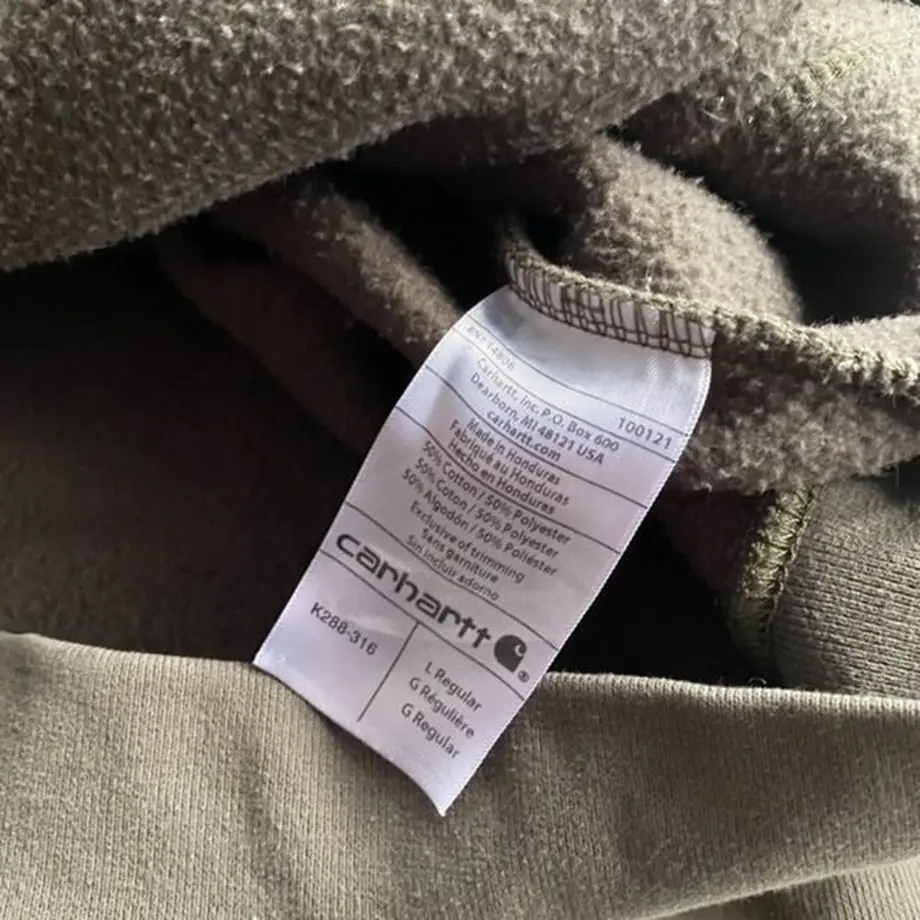 RN# 14806
100121
Carhartt, Inc. P.O. Box 600
Dearborn, MI 48121 USA
carhartt.com
Made in Honduras
Fabriqué au Honduras
Hecho en Honduras
50% Cotton / 50% Polyester
50% Coton / 50% Polyester
50% Algodón / 50% Poliéster
Exclusive of trimming
Sans garniture
Sin incluir adorno
carhartt ®
K288-316
L Regular
G Régulière
G Regular